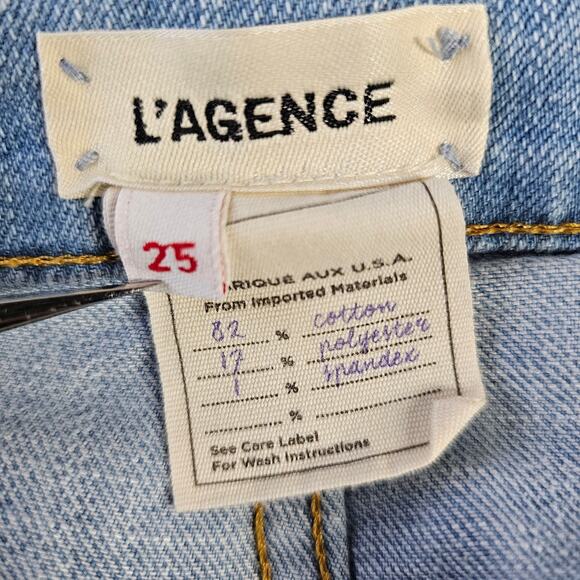 L'AGENCE
25
RIQUÉ AUX U.S.A.
From Imported Materials
82 % cotton
17 % polyester
1 % spandex
%
See Care Label
For Wash Instructions